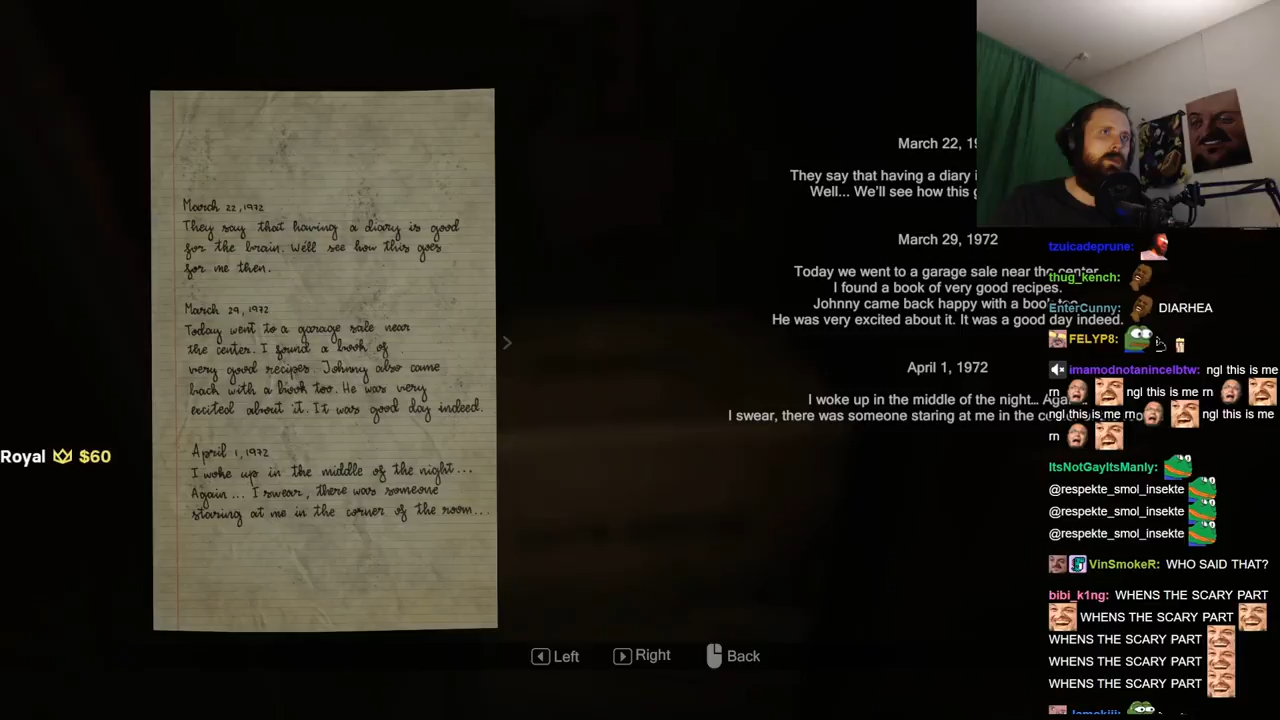 March 22, 1972
They say that having a diary is good
for the brain. We'll see how this goes
for me then.
March 29, 1972
Today went to a garage sale near
the center. I found a book of
very good recipes. Johnny also came
back with a book too. He was very
excited about it. It was good day indeed.
April 1, 1972
I woke up in the middle of the night...
Again... I swear, there was someone
staring at me in the corner of the room...
Royal $60
March 22,
They say that having a diary
Well... We'll see how this
March 29, 1972
Today we went to a garage sale near the center.
I found a book of very good recipes.
Johnny came back happy with a book too.
He was very excited about it. It was a good day indeed.
April 1, 1972
I woke up in the middle of the night...
I swear, there was someone staring at me in the
Left
Right
Back
tzuicadeprune:
thug_kench:
EnterCunny: DIARHEA
FELYP8:
imamodnotanincelbtw: ngl this is me
rn ngl this is me rn
ngl this is me rn ngl this is me
rn
ItsNotGayItsManly:
@respekte_smol_insekte
@respekte_smol_insekte
@respekte_smol_insekte
VinSmokeR: WHO SAID THAT?
bibi_k1ng: WHENS THE SCARY PART
WHENS THE SCARY PART
WHENS THE SCARY PART
WHENS THE SCARY PART
WHENS THE SCARY PART